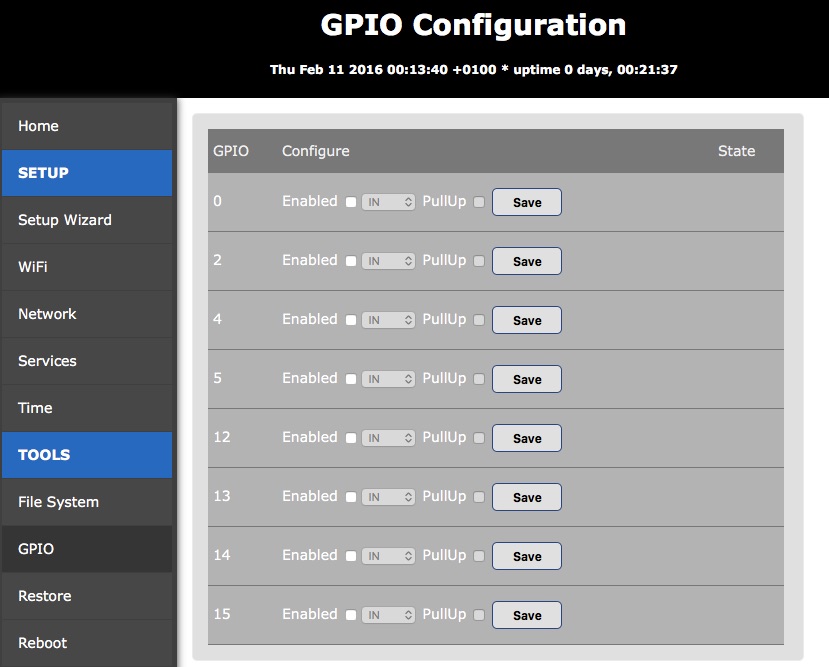 GPIO Configuration
Thu Feb 11 2016 00:13:40 +0100 * uptime 0 days, 00:21:37
Home
SETUP
Setup Wizard
WiFi
Network
Services
Time
TOOLS
File System
GPIO
Restore
Reboot
GPIO Configure State
0 Enabled IN PullUp Save
2 Enabled IN PullUp Save
4 Enabled IN PullUp Save
5 Enabled IN PullUp Save
12 Enabled IN PullUp Save
13 Enabled IN PullUp Save
14 Enabled IN PullUp Save
15 Enabled IN PullUp Save